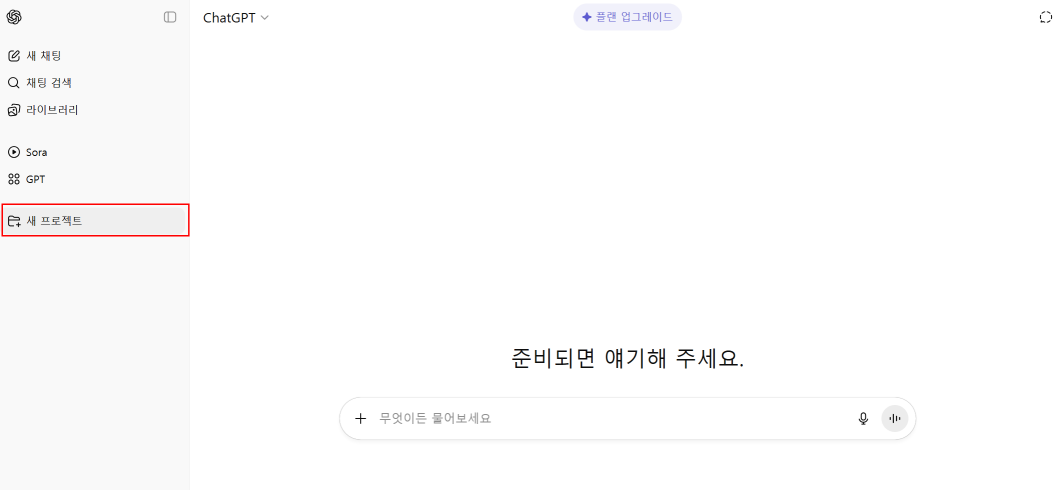 ChatGPT
플랜 업그레이드
새 채팅
채팅 검색
라이브러리
Sora
GPT
새 프로젝트
준비되면 얘기해 주세요.
무엇이든 물어보세요